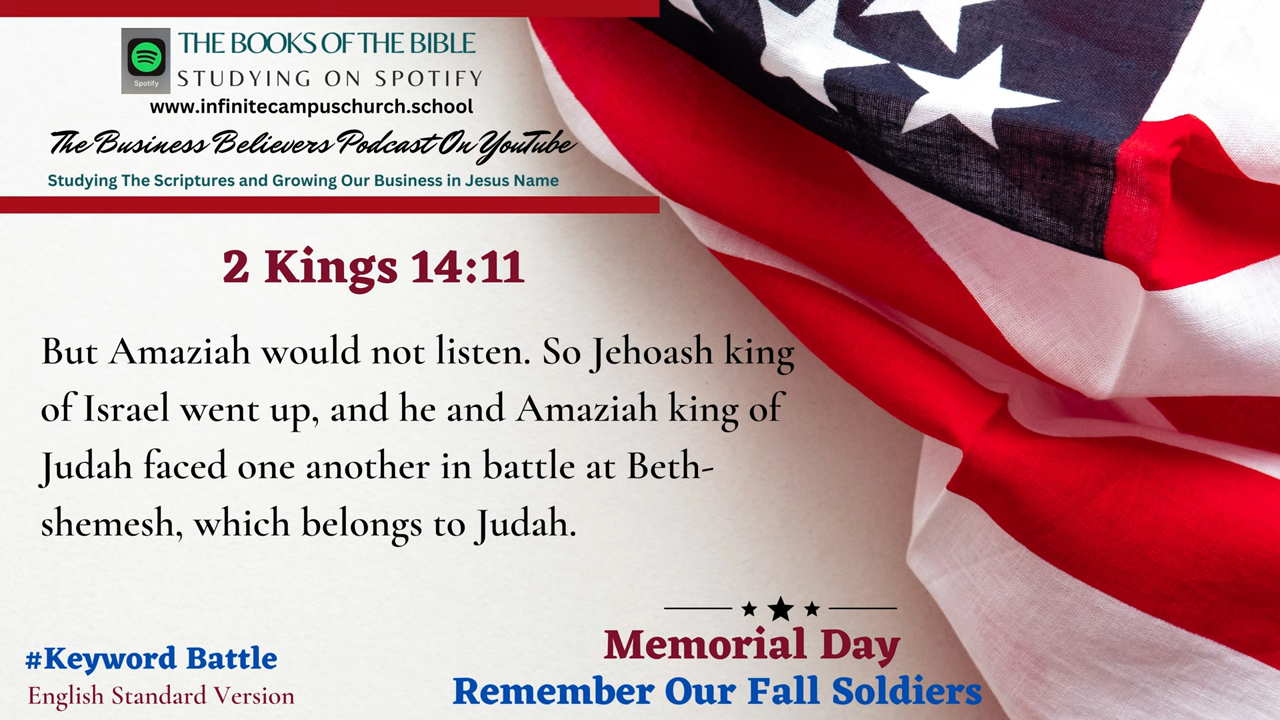 THE BOOKS OF THE BIBLE
Spotify
STUDYING ON SPOTIFY
www.infinitecampuschurch.school
The Business Believers Podcast On YouTube
Studying The Scriptures and Growing Our Business in Jesus Name
2 Kings 14:11
But Amaziah would not listen. So Jehoash king
of Israel went up, and he and Amaziah king of
Judah faced one another in battle at Beth-
shemesh, which belongs to Judah.
#Keyword Battle
English Standard Version
Memorial Day
Remember Our Fall Soldiers